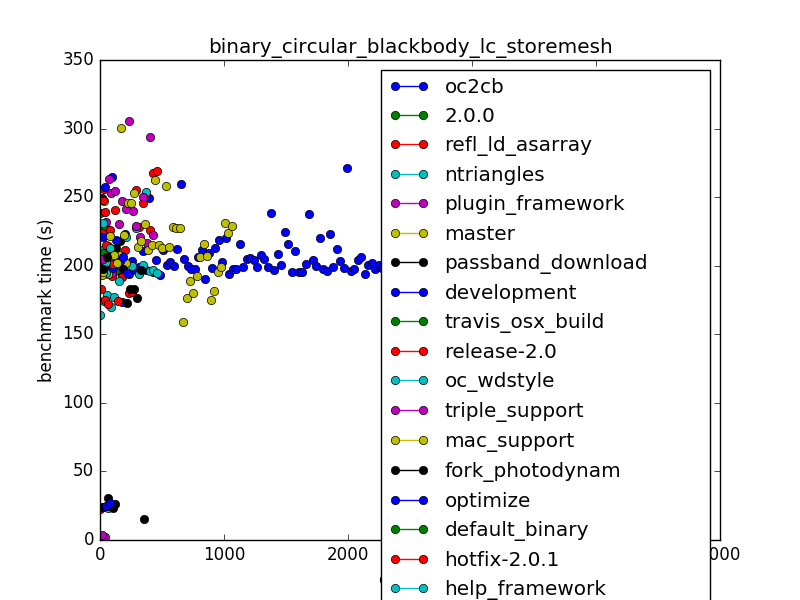 binary_circular_blackbody_lc_storemesh
350
300
250
200
150
100
50
0
benchmark time (s)
0
1000
2000
000
oc2cb
2.0.0
refl_ld_asarray
ntriangles
plugin_framework
master
passband_download
development
travis_osx_build
release-2.0
oc_wdstyle
triple_support
mac_support
fork_photodynam
optimize
default_binary
hotfix-2.0.1
help_framework